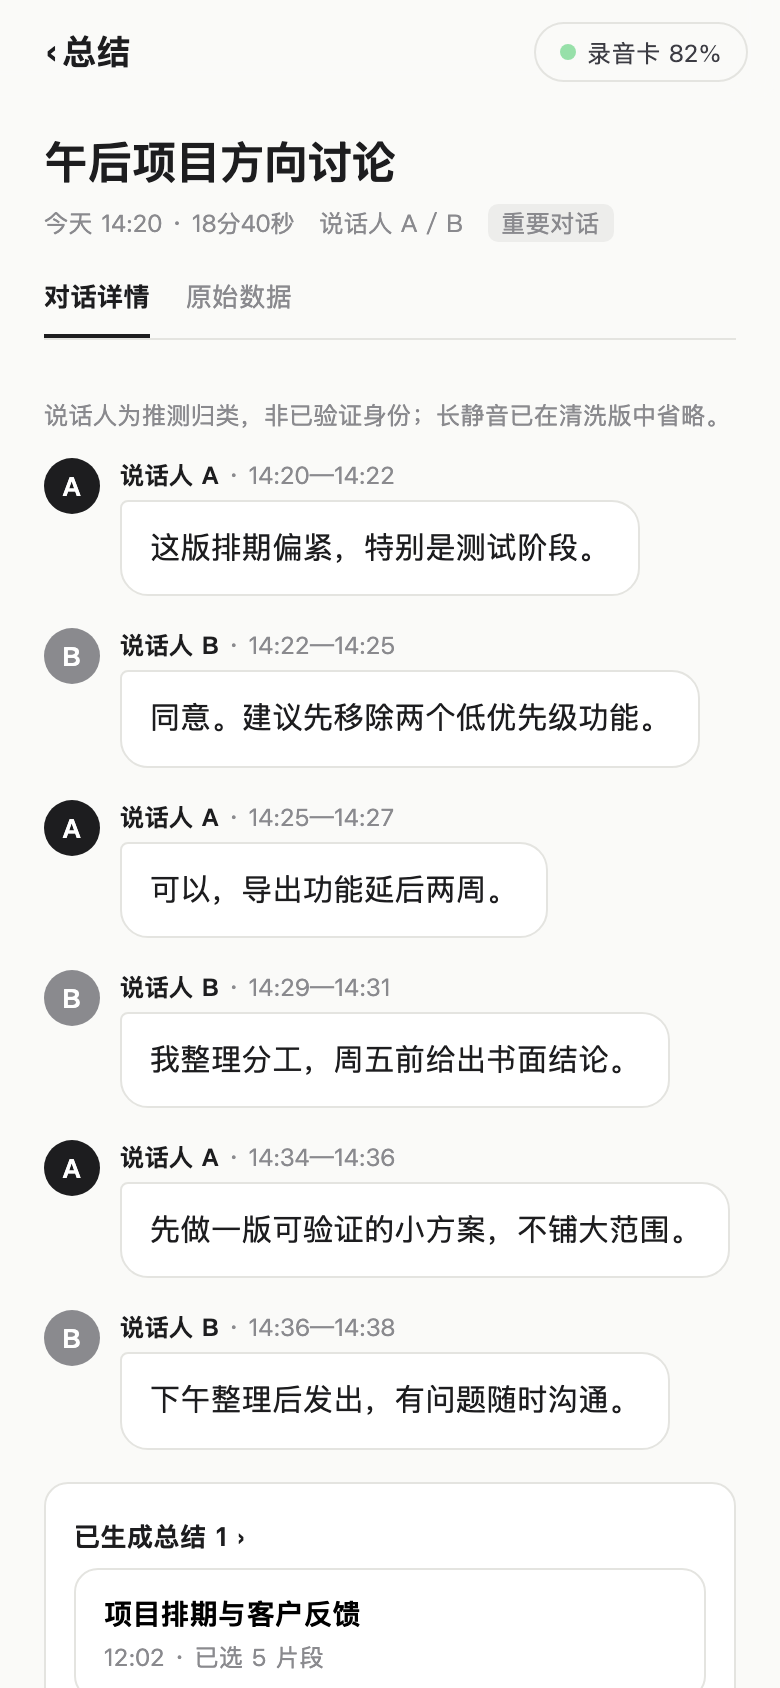 ‹总结
录音卡 82%
午后项目方向讨论
今天 14:20 · 18分40秒 说话人 A / B 重要对话
对话详情 原始数据
说话人为推测归类，非已验证身份；长静音已在清洗版中省略。
A 说话人 A · 14:20—14:22
这版排期偏紧，特别是测试阶段。
B 说话人 B · 14:22—14:25
同意。建议先移除两个低优先级功能。
A 说话人 A · 14:25—14:27
可以，导出功能延后两周。
B 说话人 B · 14:29—14:31
我整理分工，周五前给出书面结论。
A 说话人 A · 14:34—14:36
先做一版可验证的小方案，不铺大范围。
B 说话人 B · 14:36—14:38
下午整理后发出，有问题随时沟通。
已生成总结 1 ›
项目排期与客户反馈
12:02 · 已选 5 片段